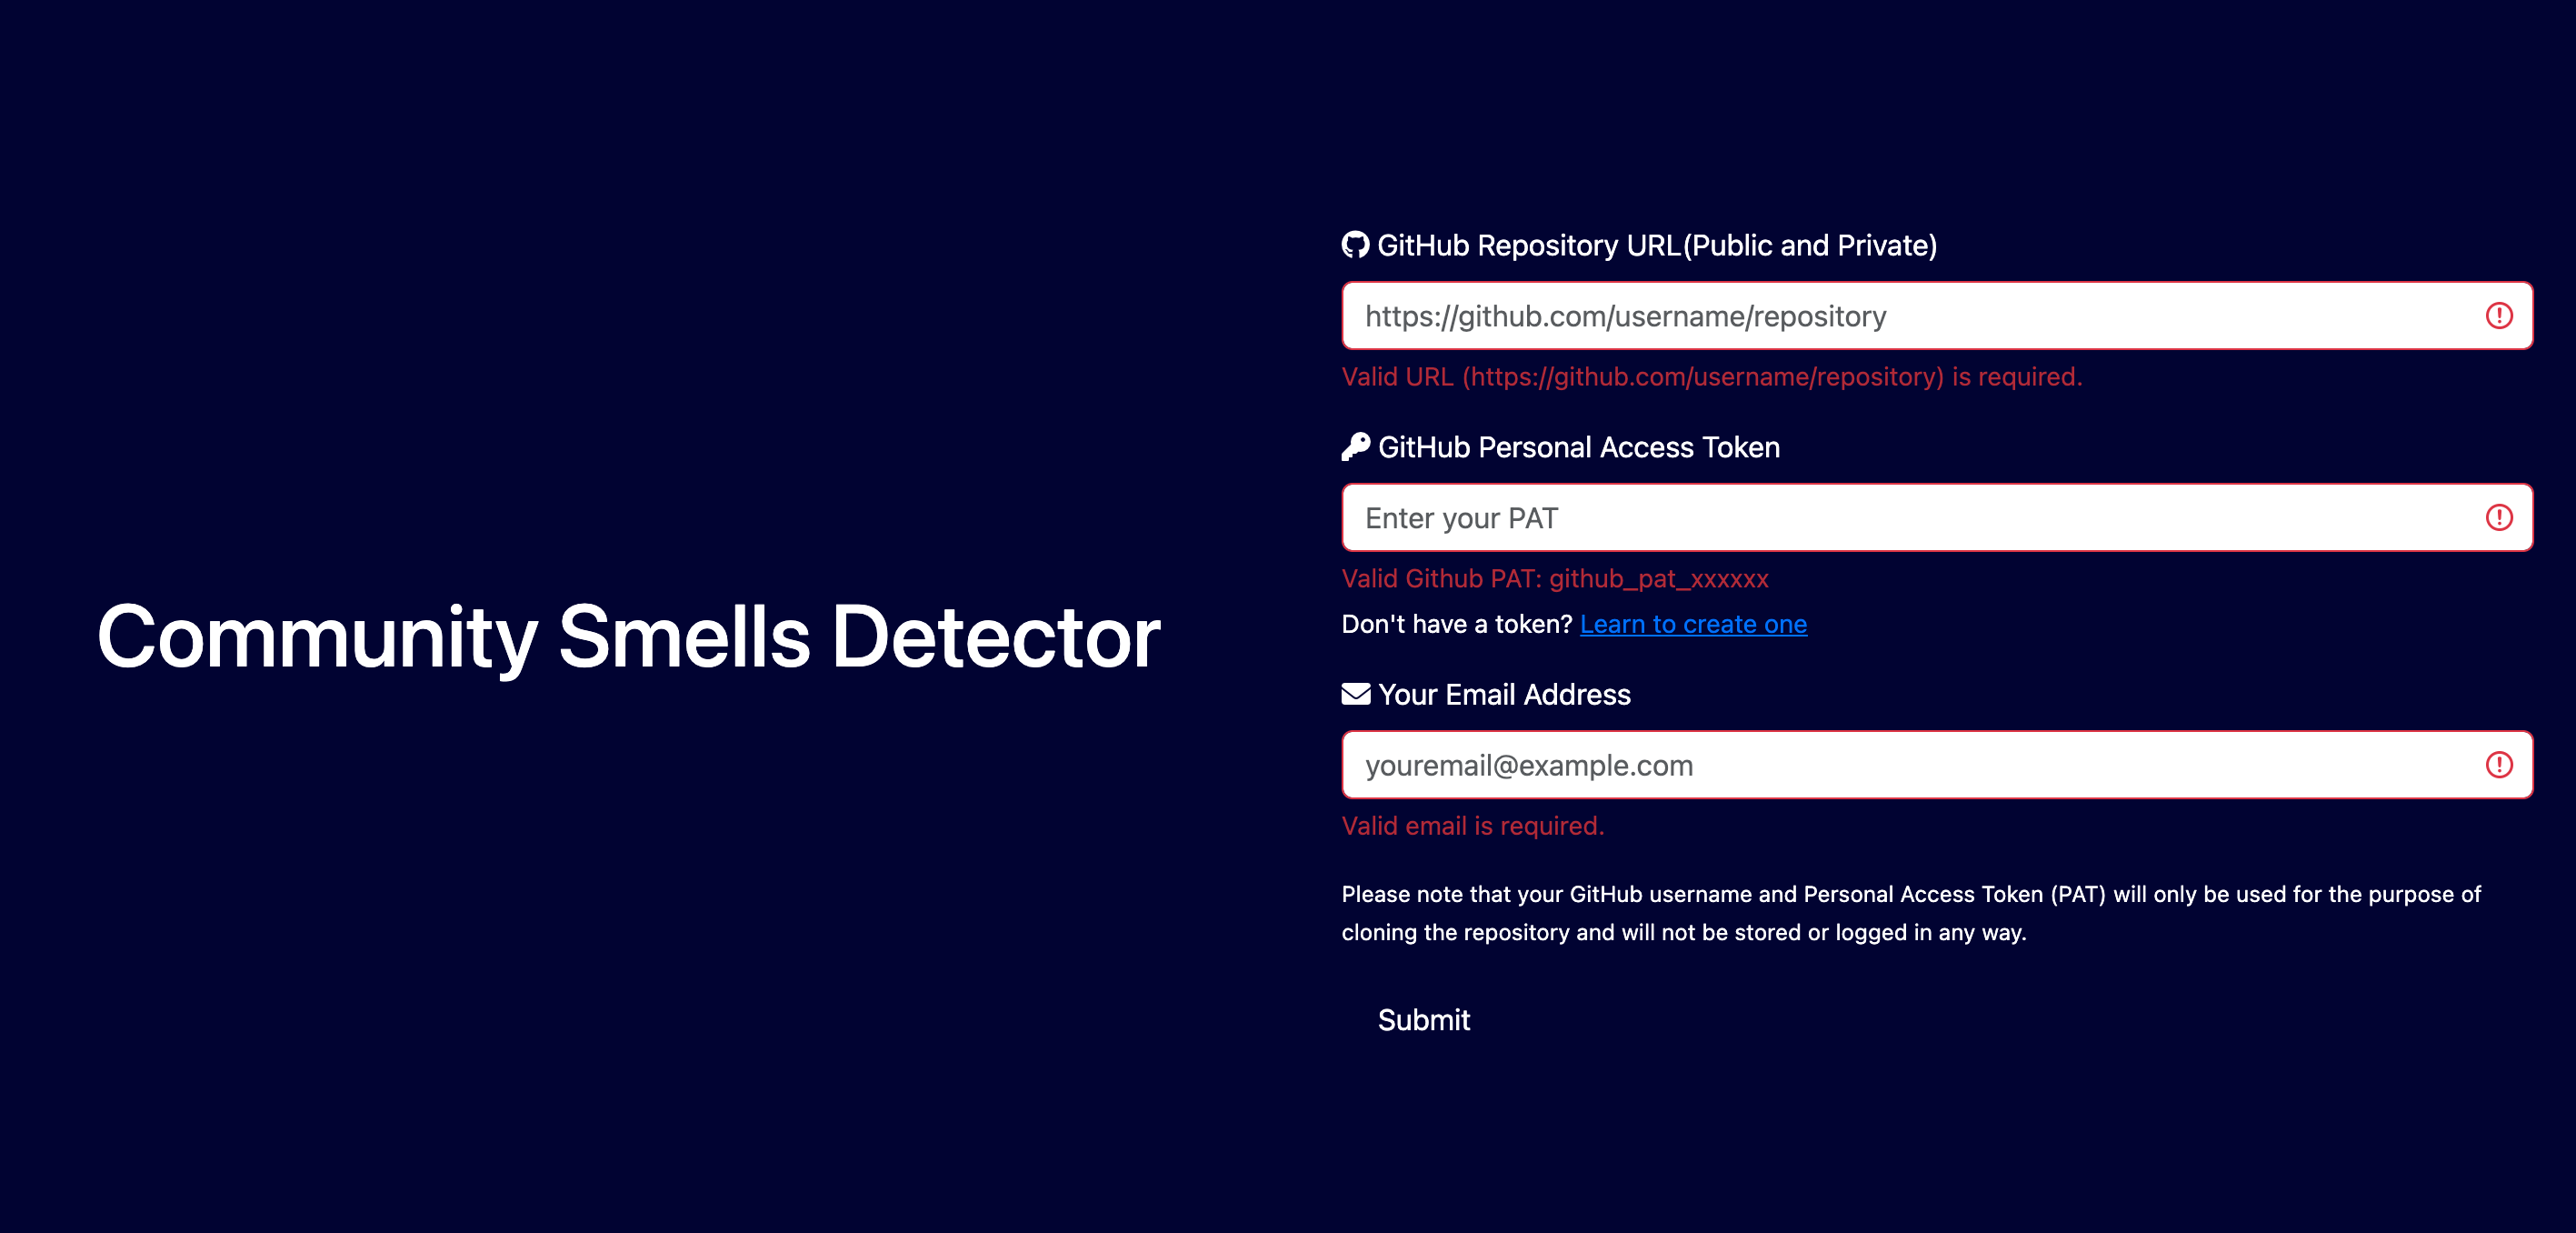 Community Smells Detector
GitHub Repository URL(Public and Private)
https://github.com/username/repository
Valid URL (https://github.com/username/repository) is required.
GitHub Personal Access Token
Enter your PAT
Valid Github PAT: github_pat_xxxxxx
Don't have a token? Learn to create one
Your Email Address
youremail@example.com
Valid email is required.
Please note that your GitHub username and Personal Access Token (PAT) will only be used for the purpose of
cloning the repository and will not be stored or logged in any way.
Submit